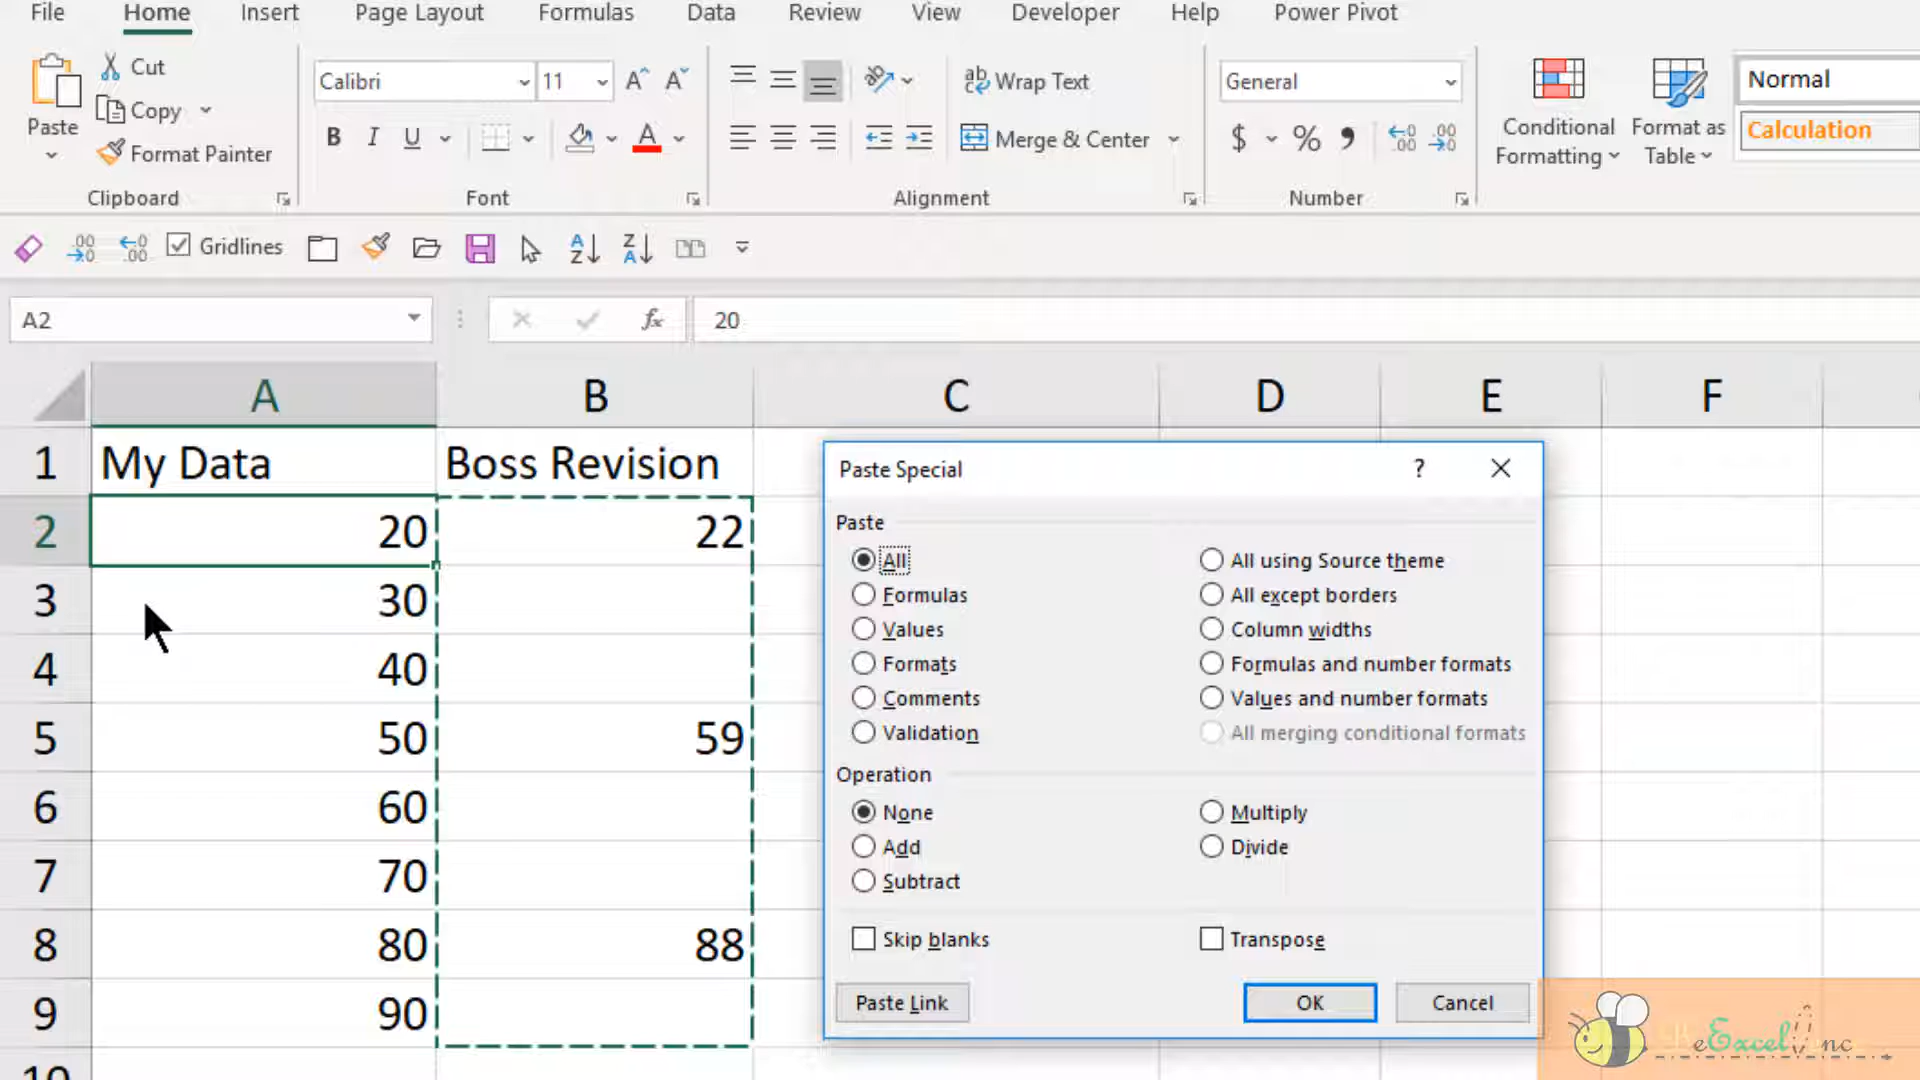 File Home Insert Page Layout Formulas Data Review View Developer Help Power Pivot
Paste
Cut
Copy
Format Painter
Clipboard
Calibri 11
B I U A
Font
Wrap Text
Merge & Center
Alignment
General
$ %
Number
Conditional Formatting
Format as Table
Normal
Calculation
Gridlines
A2 fx 20
A B C D E F
1 My Data Boss Revision
2 20 22
3 30
4 40
5 50 59
6 60
7 70
8 80 88
9 90
10
Paste Special ?
Paste
All All using Source theme
Formulas All except borders
Values Column widths
Formats Formulas and number formats
Comments Values and number formats
Validation All merging conditional formats
Operation
None Multiply
Add Divide
Subtract
Skip blanks Transpose
Paste Link OK Cancel